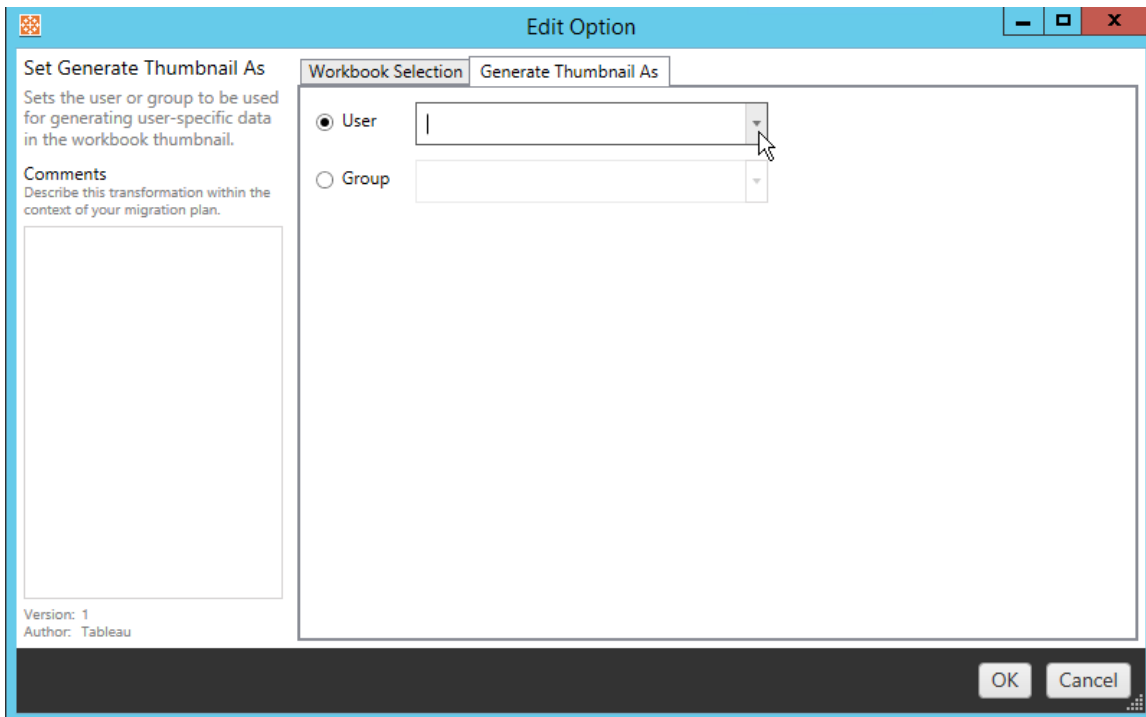 Edit Option
Set Generate Thumbnail As
Sets the user or group to be used
for generating user-specific data
in the workbook thumbnail.
Comments
Describe this transformation within the
context of your migration plan.
Version: 1
Author: Tableau
Workbook Selection
Generate Thumbnail As
User
Group
OK
Cancel